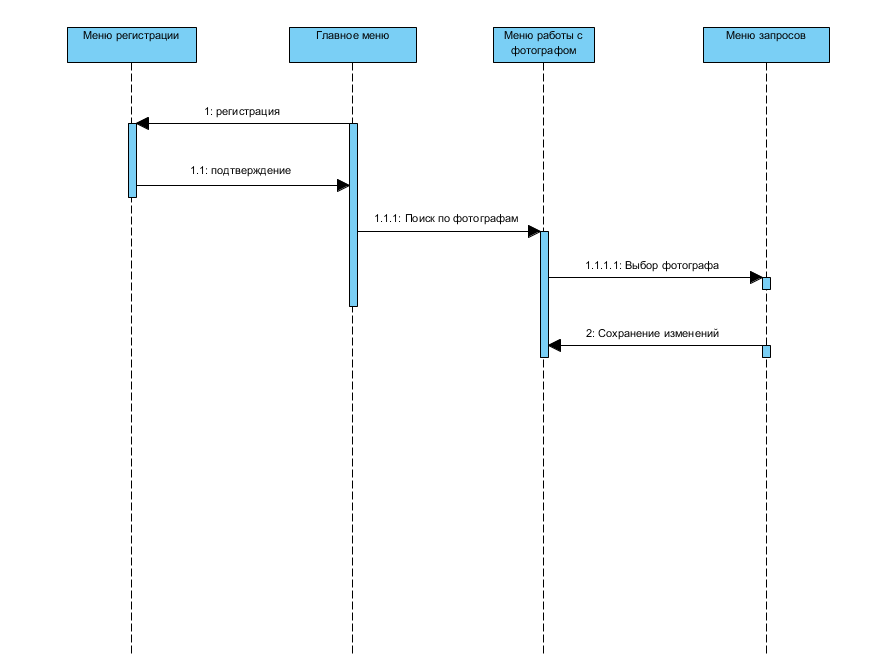 Меню регистрации
Главное меню
Меню работы с
фотографом
Меню запросов
1: регистрация
1.1: подтверждение
1.1.1: Поиск по фотографам
1.1.1.1: Выбор фотографа
2: Сохранение изменений